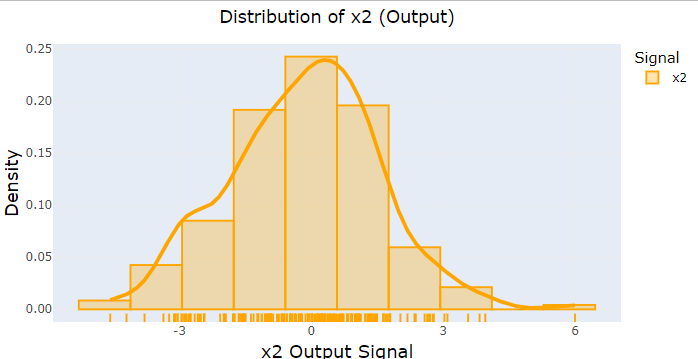 Distribution of x2 (Output)
Signal
x2
0.25
0.20
0.15
0.10
0.05
0.00
Density
-3
0
3
6
x2 Output Signal